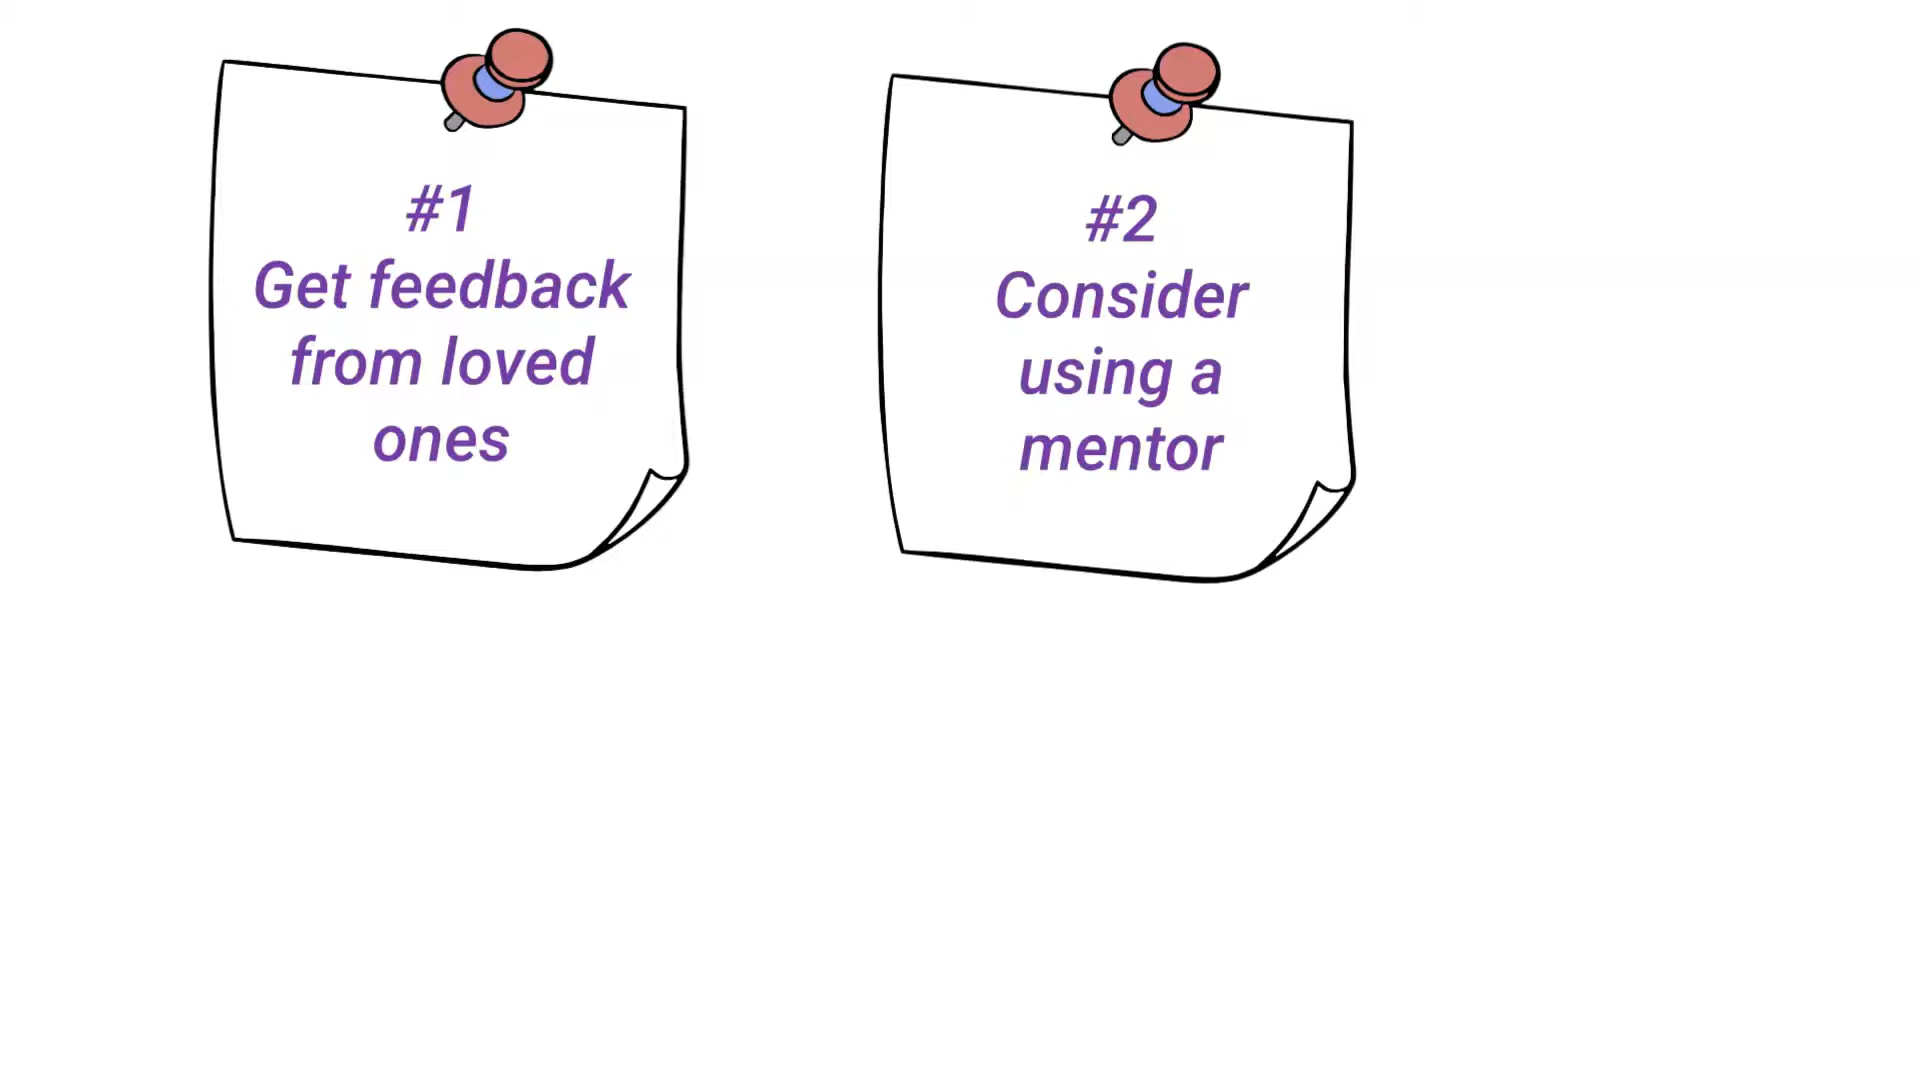 #1
Get feedback
from loved
ones
#2
Consider
using a
mentor